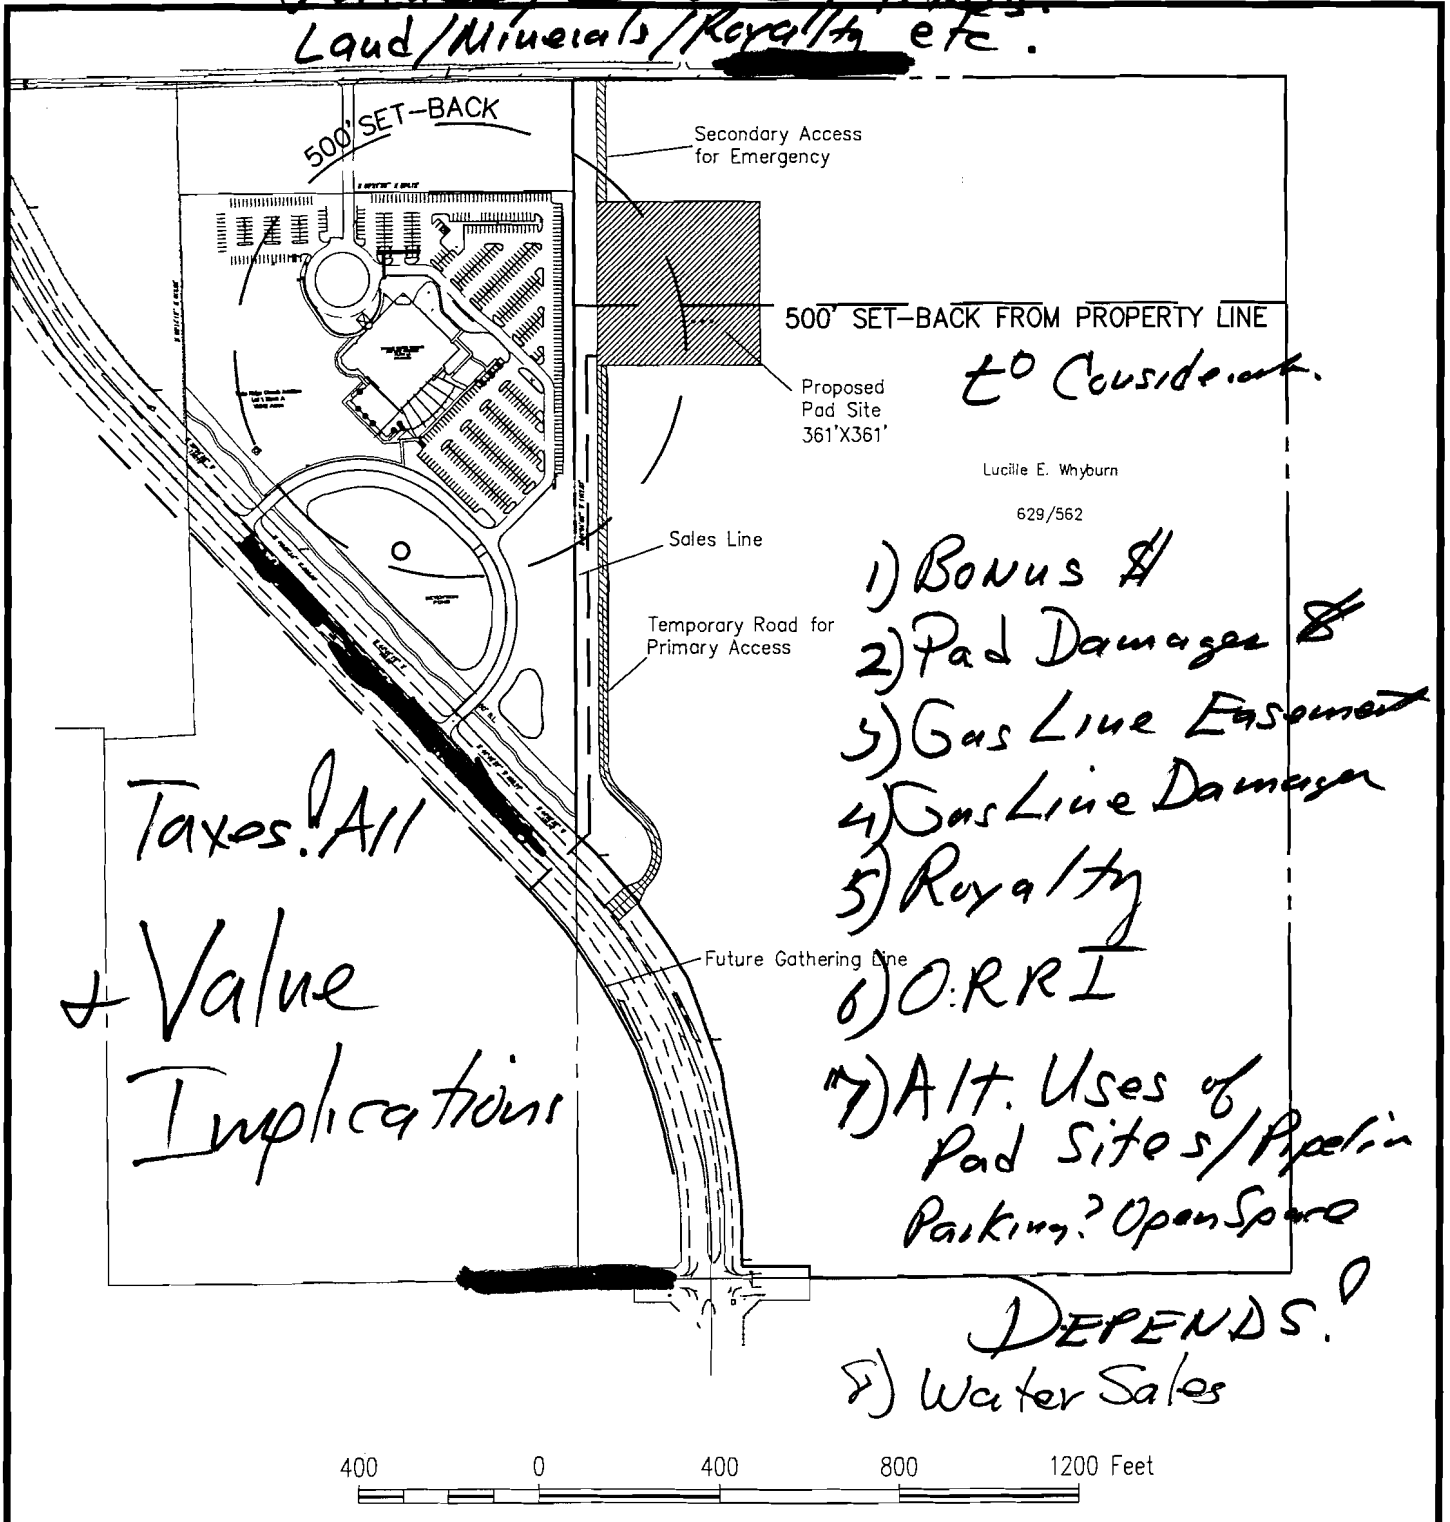 Land/Minerals/Royalty etc.
500' SET-BACK
Secondary Access
for Emergency
500' SET-BACK FROM PROPERTY LINE
to
Proposed
Pad Site
361'X361'
Lucille E. Whyburn
629/562
Sales Line
1) Bonus $
Temporary Road for
Primary Access
2) Pad Damages $
3) Gas Line Easement
4) Gas Line Damages
Taxes! All
5) Royalty
+ Value
Future Gathering Line
6) O.RRI
Implications
7) Alt. Uses of
Pad Sites/Pipelin
Parking? Open Space
DEPENDS!
8) Water Sales
400 0 400 800 1200 Feet